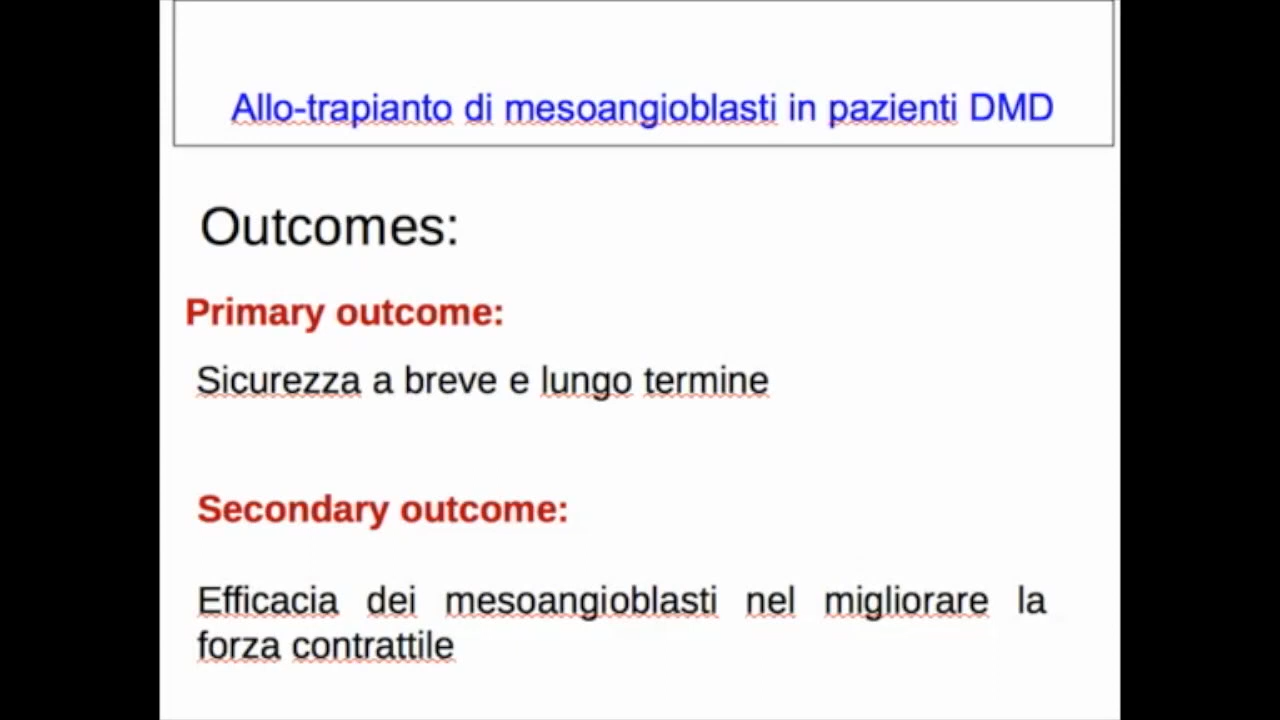 Allo-trapianto di mesoangioblasti in pazienti DMD
Outcomes:
Primary outcome:
Sicurezza a breve e lungo termine
Secondary outcome:
Efficacia dei mesoangioblasti nel migliorare la
forza contrattile